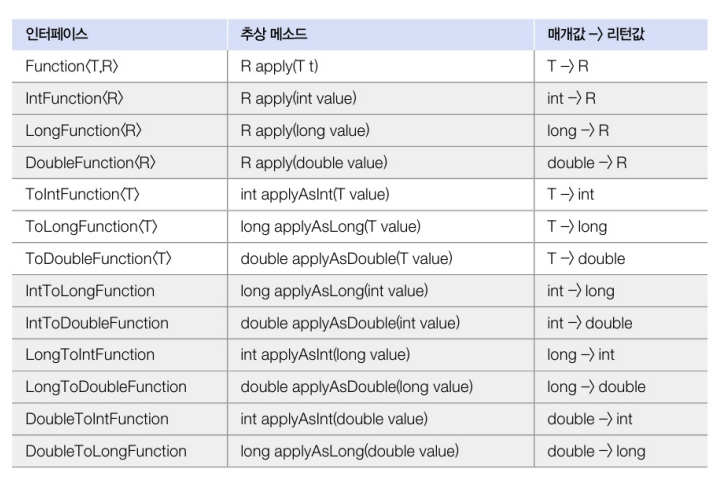 인터페이스 추상 메소드 매개값 -> 리턴값
Function<T,R> R apply(T t) T -> R
IntFunction<R> R apply(int value) int -> R
LongFunction<R> R apply(long value) long -> R
DoubleFunction<R> R apply(double value) double -> R
ToIntFunction<T> int applyAsInt(T value) T -> int
ToLongFunction<T> long applyAsLong(T value) T -> long
ToDoubleFunction<T> double applyAsDouble(T value) T -> double
IntToLongFunction long applyAsLong(int value) int -> long
IntToDoubleFunction double applyAsDouble(int value) int -> double
LongToIntFunction int applyAsInt(long value) long -> int
LongToDoubleFunction double applyAsDouble(long value) long -> double
DoubleToIntFunction int applyAsInt(double value) double -> int
DoubleToLongFunction long applyAsLong(double value) double -> long